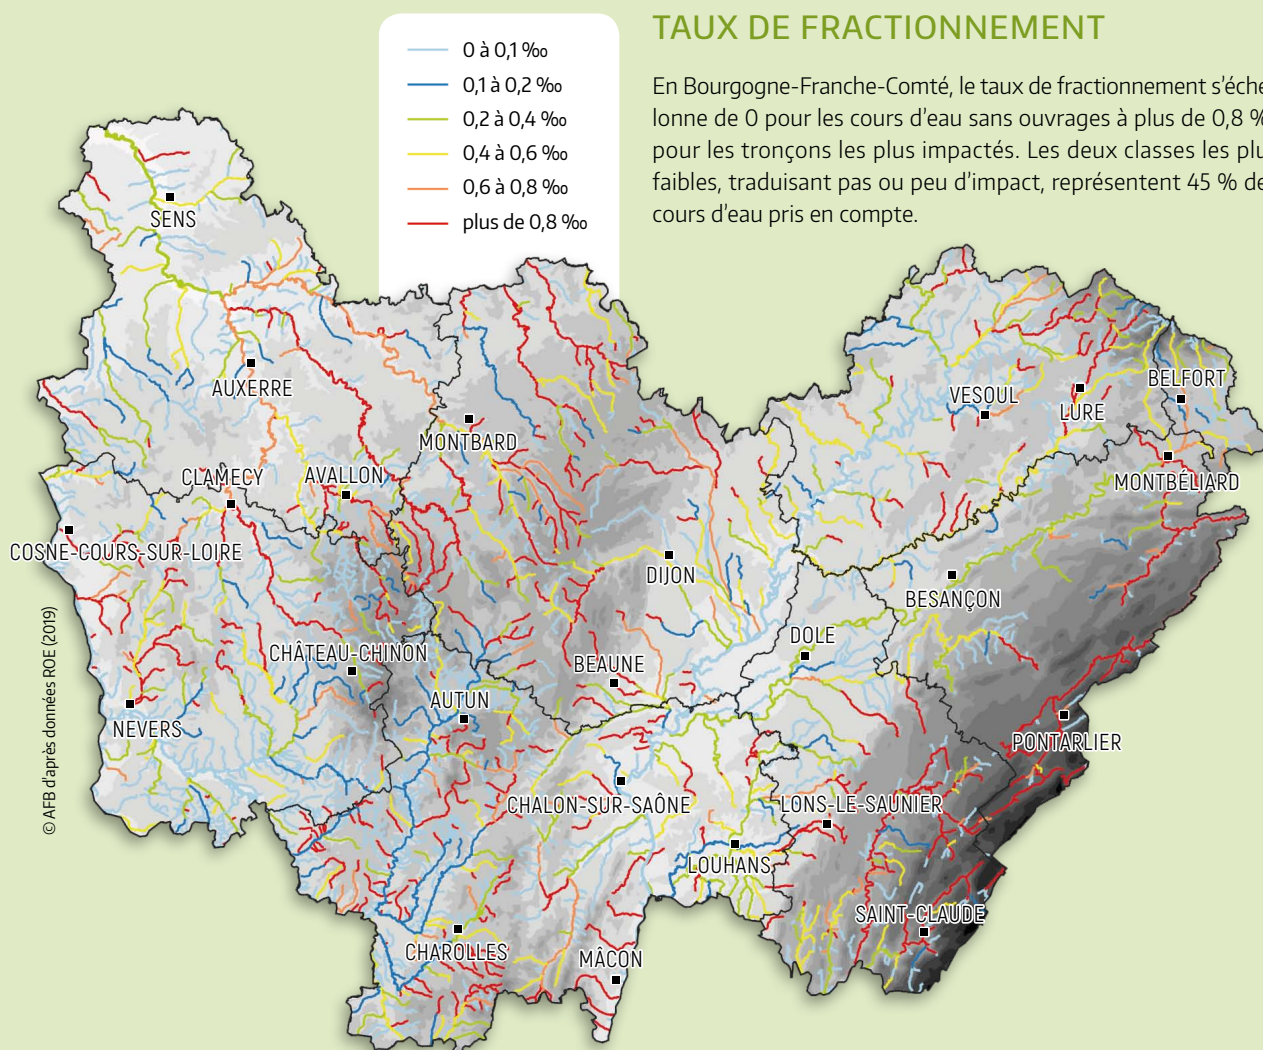 TAUX DE FRACTIONNEMENT
En Bourgogne-Franche-Comté, le taux de fractionnement s'éche
lonne de 0 pour les cours d'eau sans ouvrages à plus de 0,8 %
pour les tronçons les plus impactés. Les deux classes les plu
faibles, traduisant pas ou peu d'impact, représentent 45 % de
cours d'eau pris en compte.
0 à 0,1 ‰
0,1 à 0,2 ‰
0,2 à 0,4 ‰
0,4 à 0,6 ‰
0,6 à 0,8 ‰
plus de 0,8 ‰
SENS
AUXERRE
MONTBARD
VESOUL
LURE
BELFORT
CLAMECY
AVALLON
MONTBÉLIARD
COSNE-COURS-SUR-LOIRE
DIJON
BESANÇON
CHÂTEAU-CHINON
BEAUNE
DOLE
NEVERS
AUTUN
PONTARLIER
CHALON-SUR-SAÔNE
LONS-LE-SAUNIER
LOUHANS
SAINT-CLAUDE
CHAROLLES
MÂCON
© AFB d'après données ROE (2019)